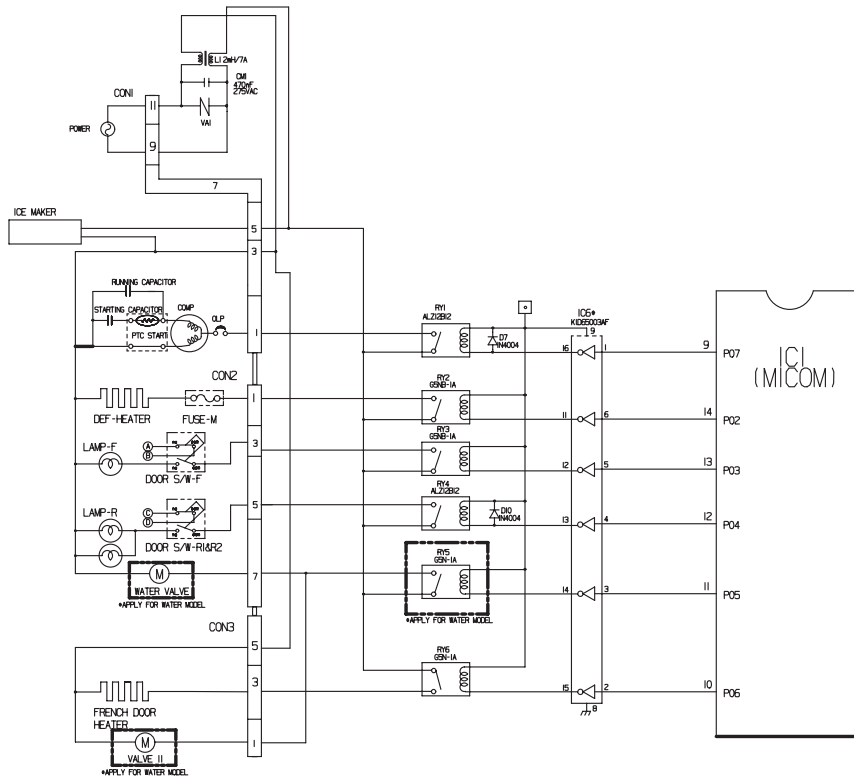 L1 2mH/7A
CM1
470nF
275VAC
VA1
CON1
11
POWER
9
7
ICE MAKER
5
3
RUNNING CAPACITOR
STARTING CAPACITOR
COMP
OLP
PTC START
1
CON2
1
DEF-HEATER
FUSE-M
LAMP-F
A
B
3
DOOR S/W-F
LAMP-R
C
D
5
DOOR S/W-R1&R2
M
WATER VALVE
*APPLY FOR WATER MODEL
7
CON3
5
3
FRENCH DOOR
HEATER
M
VALVE II
*APPLY FOR WATER MODEL
1
RY1
ALZ12B12
D7
1N4004
RY2
G5NB-1A
RY3
G5NB-1A
RY4
ALZ12B12
D10
1N4004
RY5
G5N-1A
*APPLY FOR WATER MODEL
RY6
G5N-1A
IC6*
KID65003AF
9
16 1
11 6
12 5
13 4
14 3
15 2
8
IC1
(MICOM)
9 P07
14 P02
13 P03
12 P04
11 P05
10 P06